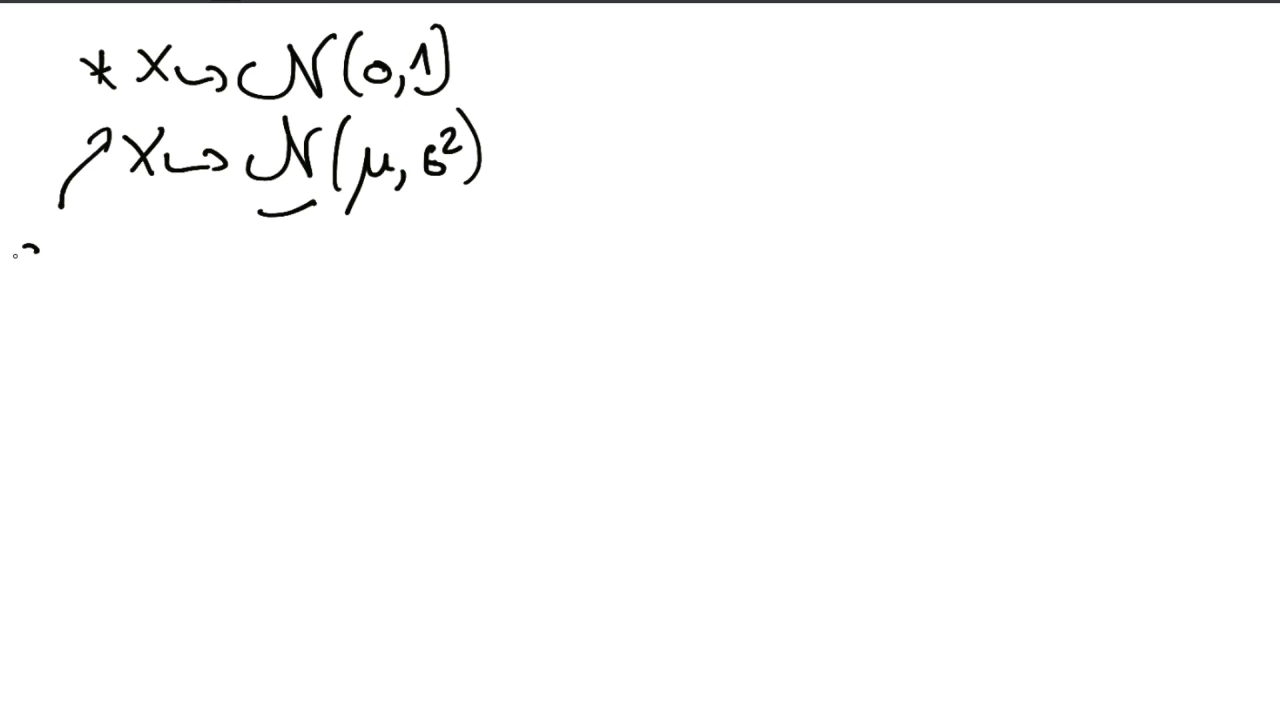 * X ↪ 𝒩(0,1)
X ↪ 𝒩(μ, σ²)